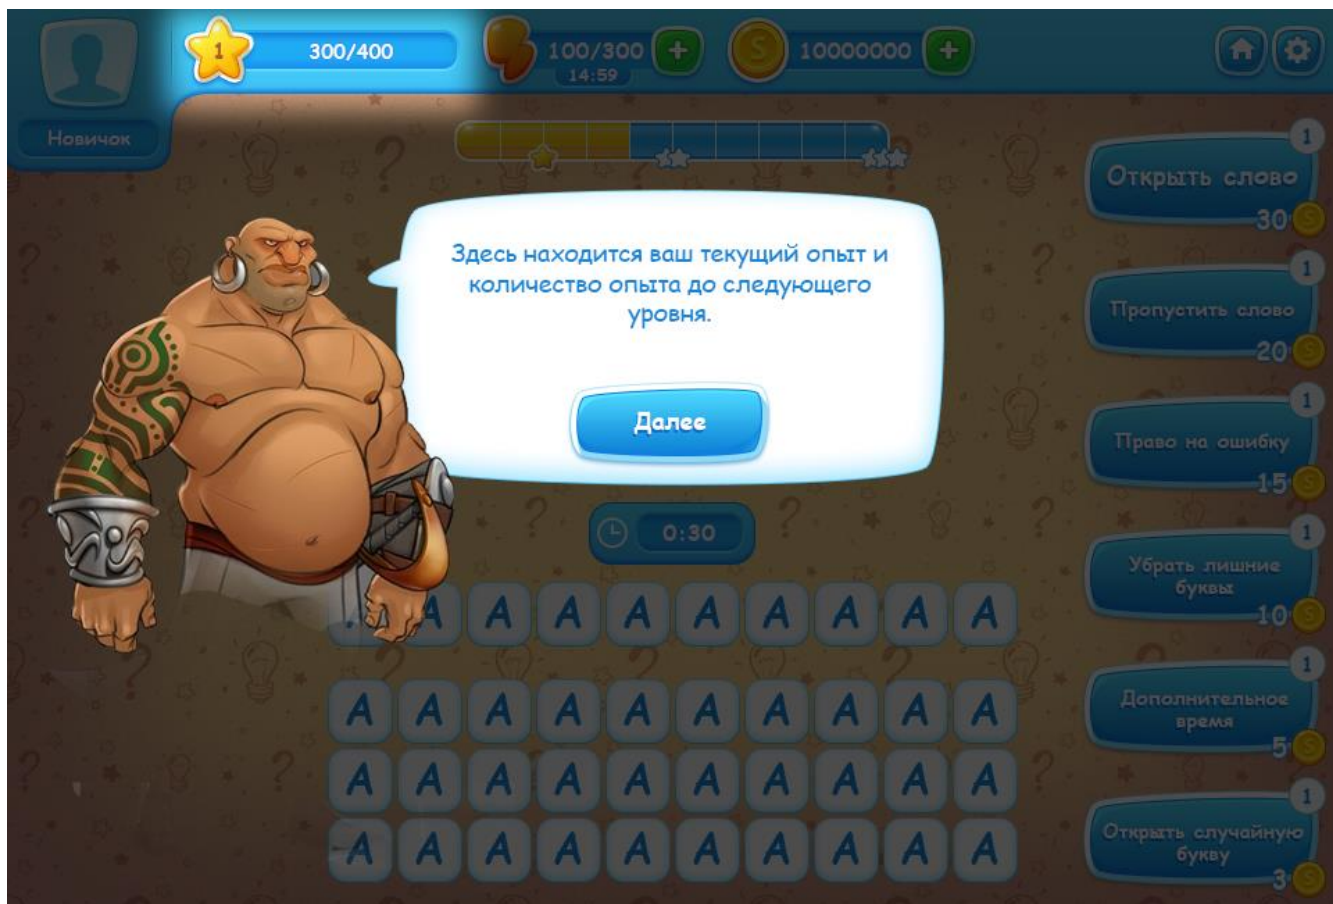 1
300/400
100/300
+
14:59
S
10000000
+
Новичок
Здесь находится ваш текущий опыт и
количество опыта до следующего
уровня.
Далее
0:30
1
Открыть слово
30
1
Пропустить слово
20
1
Право на ошибку
15
1
Убрать лишние
буквы
10
1
Дополнительное
время
5
1
Открыть случайную
букву
3
А А А А А А А А А
А А А А А А А А А А
А А А А А А А А А А
А А А А А А А А А А